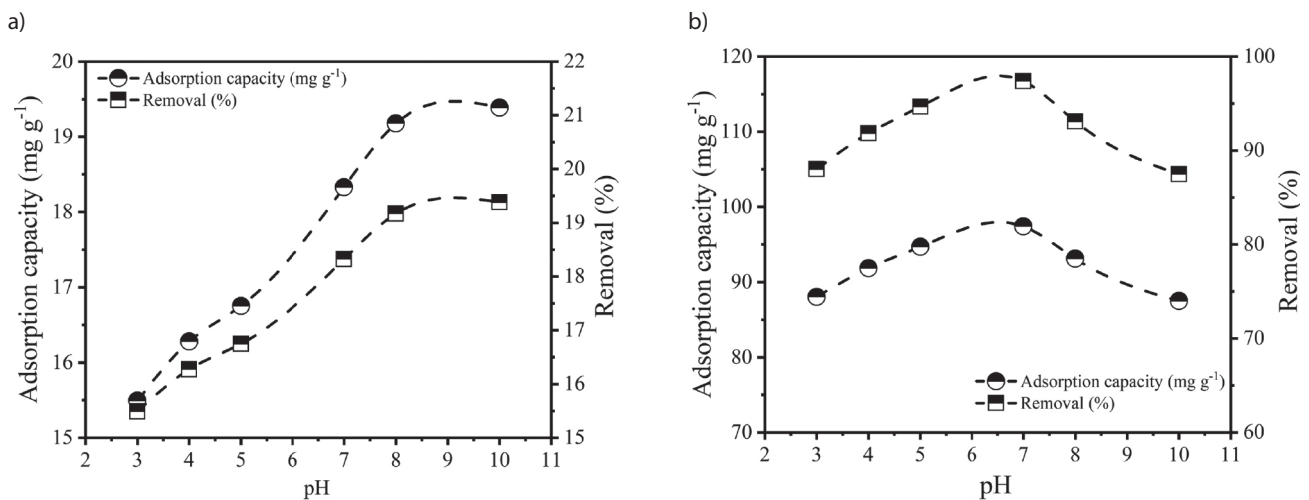 a)
Adsorption capacity (mg g⁻¹)
20
19
18
17
16
15
Adsorption capacity (mg g⁻¹)
Removal (%)
22
21
20
19
18
17
16
15
Removal (%)
2 3 4 5 6 7 8 9 10 11
pH
b)
Adsorption capacity (mg g⁻¹)
120
110
100
90
80
70
Adsorption capacity (mg g⁻¹)
Removal (%)
100
90
80
70
60
Removal (%)
2 3 4 5 6 7 8 9 10 11
pH